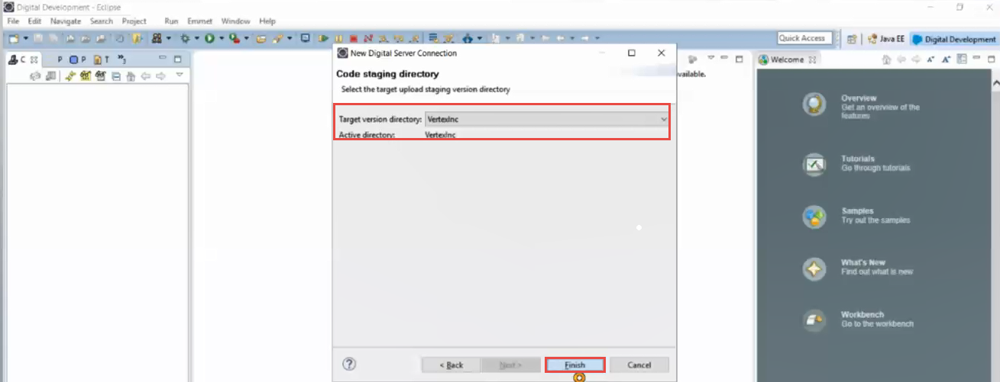 Digital Development - Eclipse
File Edit Navigate Search Project Run Emmet Window Help
Quick Access
Java EE
Digital Development
C
P
P
T
»3
New Digital Server Connection
Code staging directory
Select the target upload staging version directory
Target version directory: VertexInc
Active directory: VertexInc
vailable.
Welcome
Overview
Get an overview of the
features
Tutorials
Go through tutorials
Samples
Try out the samples
What's New
Find out what is new
Workbench
Go to the workbench
?
< Back
Next >
Finish
Cancel